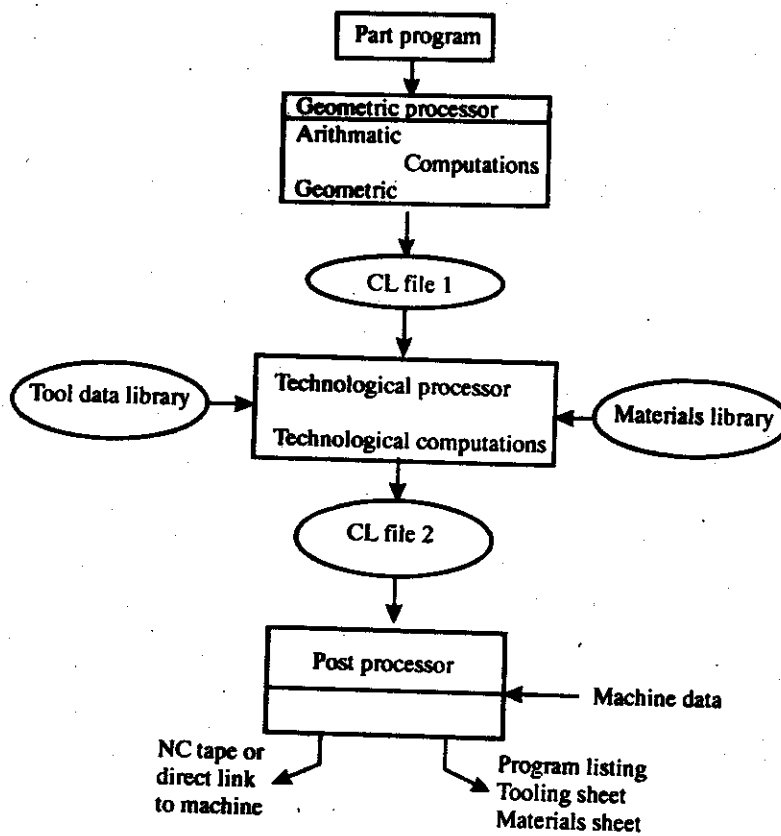 Part program
Geometric processor
Arithmatic
Computations
Geometric
CL file 1
Tool data library
Technological processor
Technological computations
Materials library
CL file 2
Post processor
Machine data
NC tape or
direct link
to machine
Program listing
Tooling sheet
Materials sheet